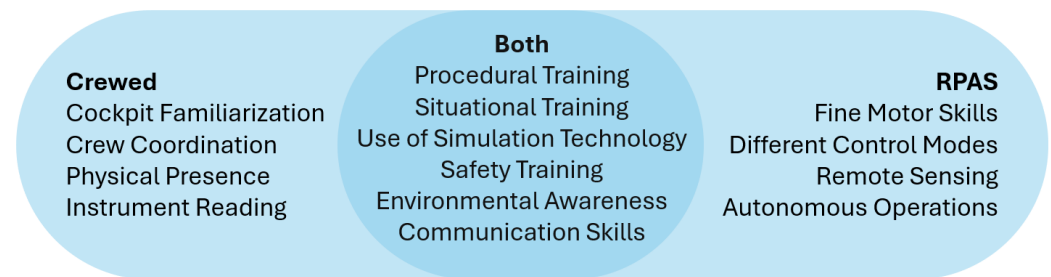 Crewed
Cockpit Familiarization
Crew Coordination
Physical Presence
Instrument Reading
Both
Procedural Training
Situational Training
Use of Simulation Technology
Safety Training
Environmental Awareness
Communication Skills
RPAS
Fine Motor Skills
Different Control Modes
Remote Sensing
Autonomous Operations